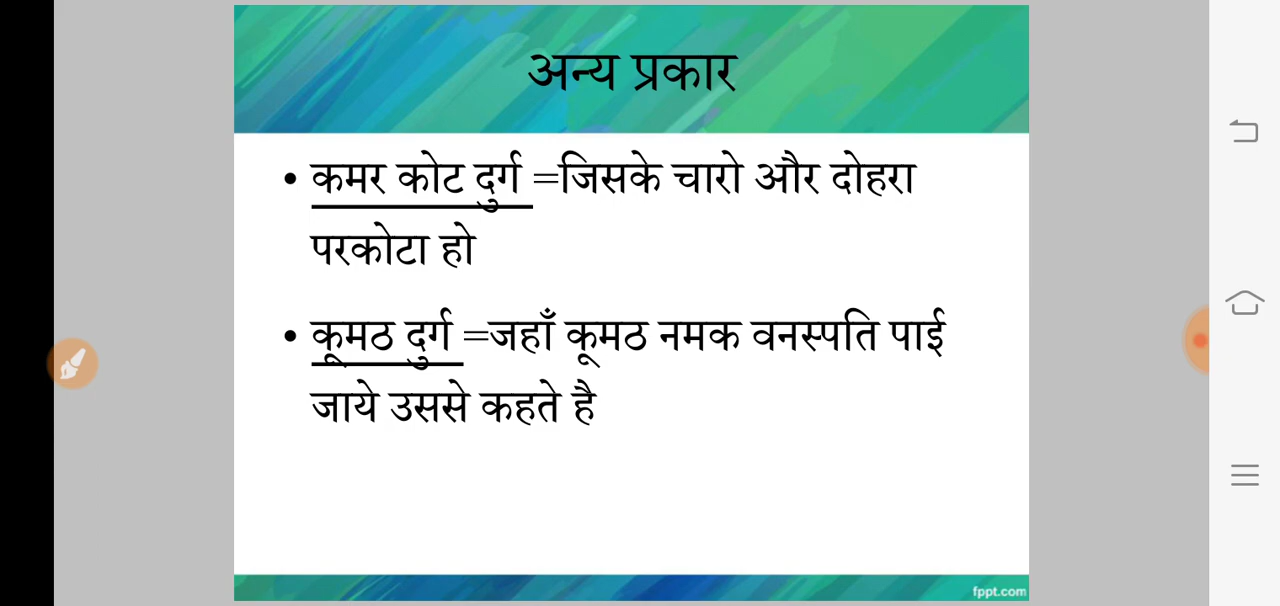 अन्य प्रकार
• कमर कोट दुर्ग =जिसके चारो और दोहरा
परकोटा हो
• कूमठ दुर्ग =जहाँ कूमठ नमक वनस्पति पाई
जाये उससे कहते है
fppt.com